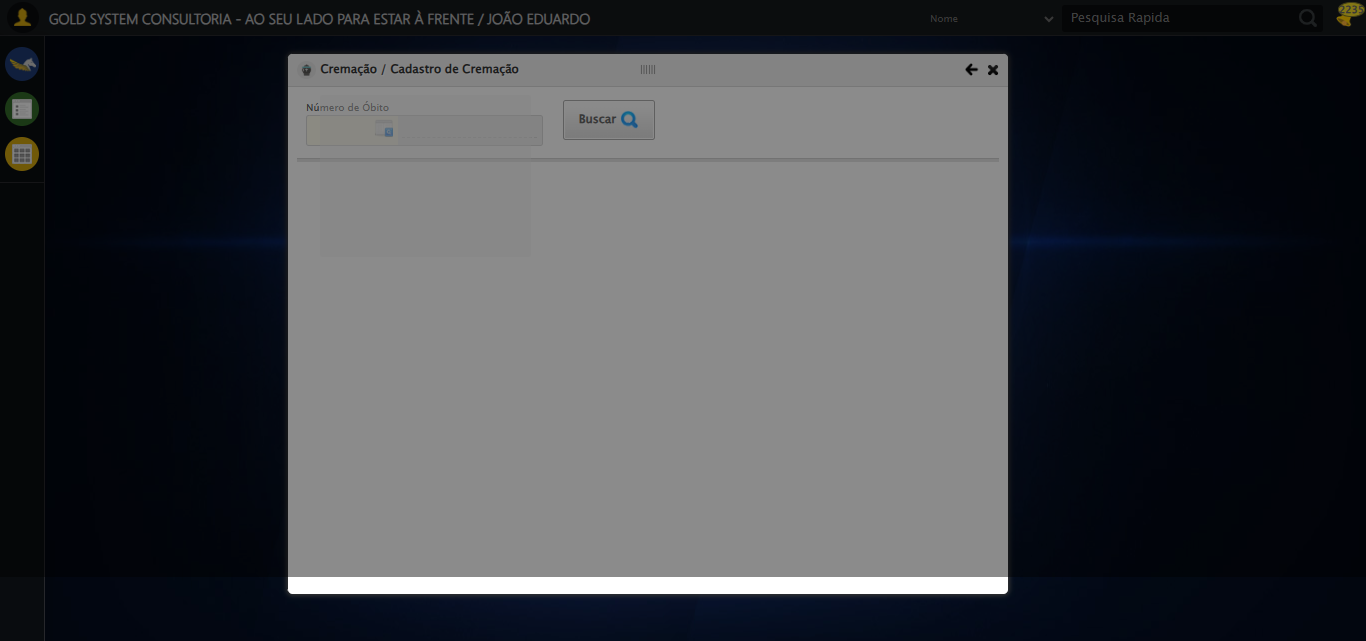 GOLD SYSTEM CONSULTORIA - AO SEU LADO PARA ESTAR À FRENTE / JOÃO EDUARDO
Nome
Pesquisa Rapida
2235
Cremação / Cadastro de Cremação
Número de Óbito
Buscar